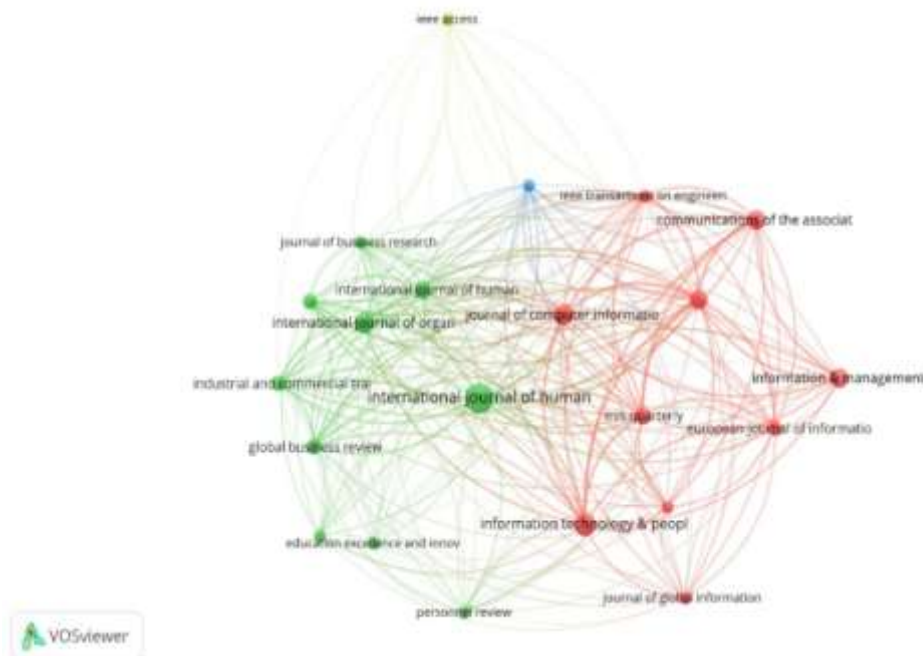 ieee access
ieee transactions on engineeri
communications of the associat
journal of business research
international journal of human
international journal of organ
journal of computer informatio
industrial and commercial trai
information & management
international journal of human
mis quarterly
european journal of informatio
global business review
information technology & peopl
education excellence and innov
journal of global information
personnel review
VOSviewer